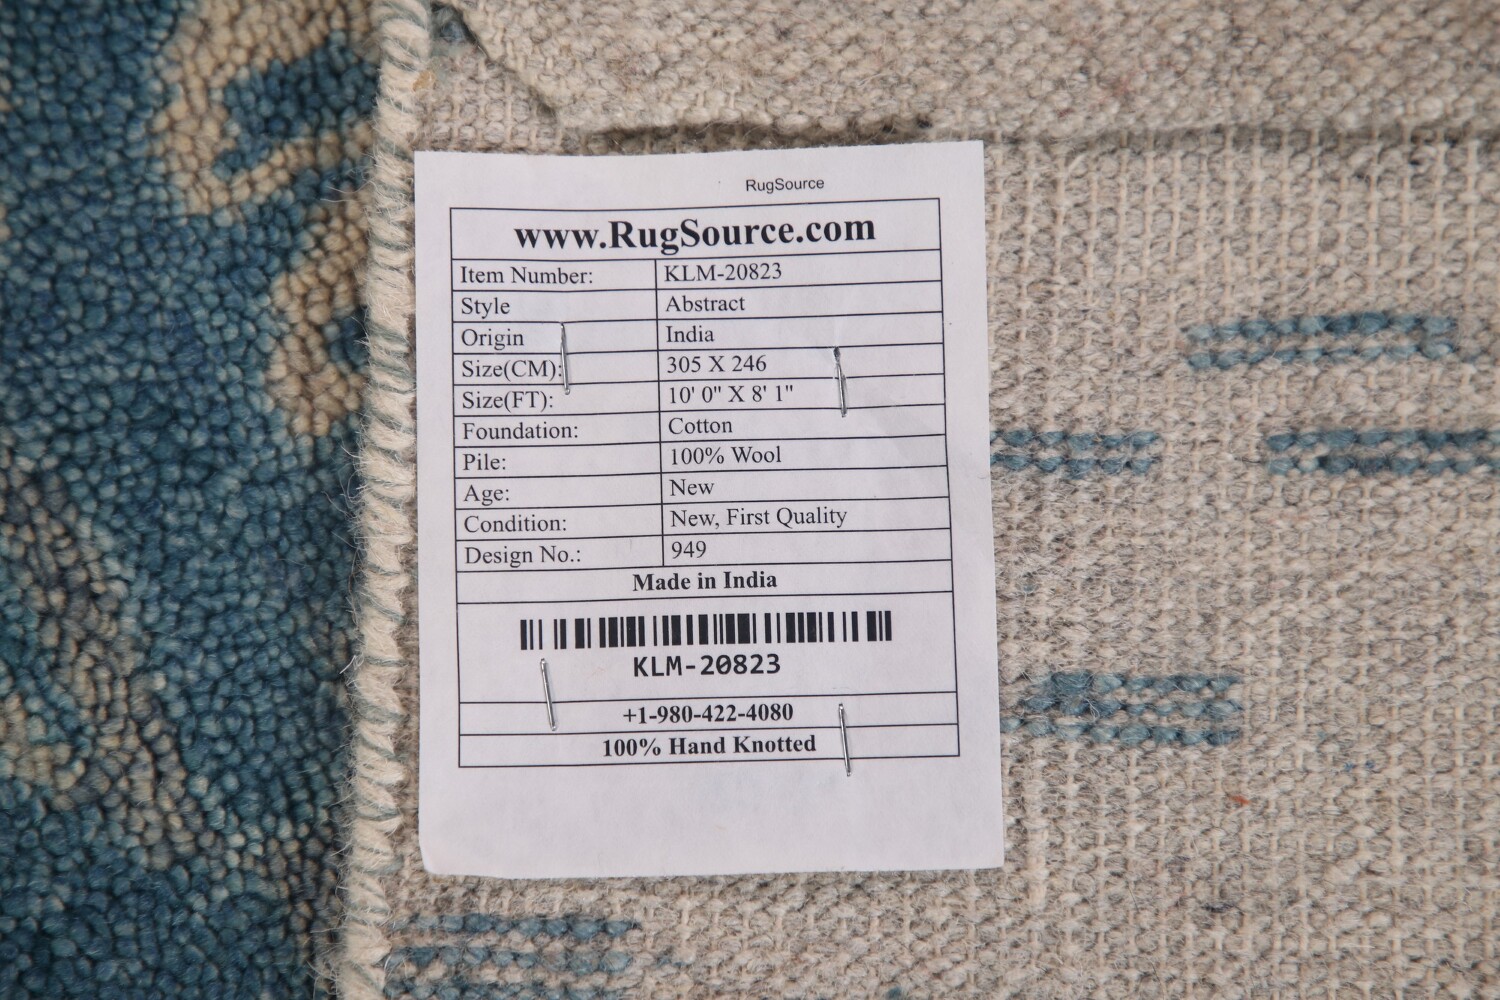 RugSource
www.RugSource.com
Item Number: KLM-20823
Style Abstract
Origin India
Size(CM): 305 X 246
Size(FT): 10' 0" X 8' 1"
Foundation: Cotton
Pile: 100% Wool
Age: New
Condition: New, First Quality
Design No.: 949
Made in India
KLM-20823
+1-980-422-4080
100% Hand Knotted